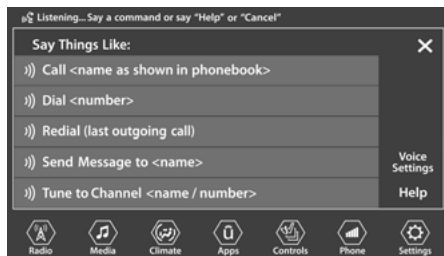 Listening... Say a command or say "Help" or "Cancel"
Say Things Like:
Call <name as shown in phonebook>
Dial <number>
Redial (last outgoing call)
Send Message to <name>
Voice
Settings
Tune to Channel <name / number>
Help
Radio Media Climate Apps Controls Phone Settings